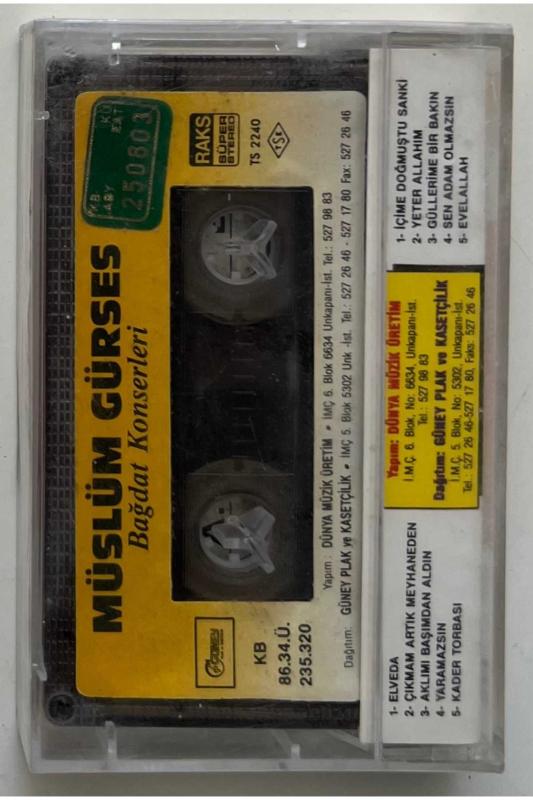 MÜSLÜM GÜRSES
Bağdat Konserleri
RAKS
SÜPER
STEREO
TS 2240
TSE
250603
GÜNEY
KB
86.34.Ü.
235.320
Yapım: DÜNYA MÜZİK ÜRETİM • İMÇ 6. Blok 6634 Unkapanı-İst. Tel.: 527 98 83
Dağıtım: GÜNEY PLAK ve KASETÇİLİK • İMÇ 5. Blok 5302 Unk -İst. Tel.: 527 26 46 - 527 17 80 Fax: 527 26 46
1- ELVEDA
2- ÇIKMAM ARTIK MEYHANEDEN
3- AKLIMI BAŞIMDAN ALDIN
4- YARAMAZSIN
5- KADER TORBASI
Yapım: DÜNYA MÜZİK ÜRETİM
İ.M.Ç. 6. Blok, No: 6634, Unkapanı-İst.
Tel.: 527 98 83
Dağıtım: GÜNEY PLAK ve KASETÇİLİK
İ.M.Ç. 5. Blok, No: 5302, Unkapanı-İst.
Tel.: 527 26 46-527 17 80, Faks: 527 26 46
1- İÇİME DOĞMUŞTU SANKİ
2- YETER ALLAHIM
3- GÜLLERİME BİR BAKIN
4- SEN ADAM OLMAZSIN
5- EVELALLAH